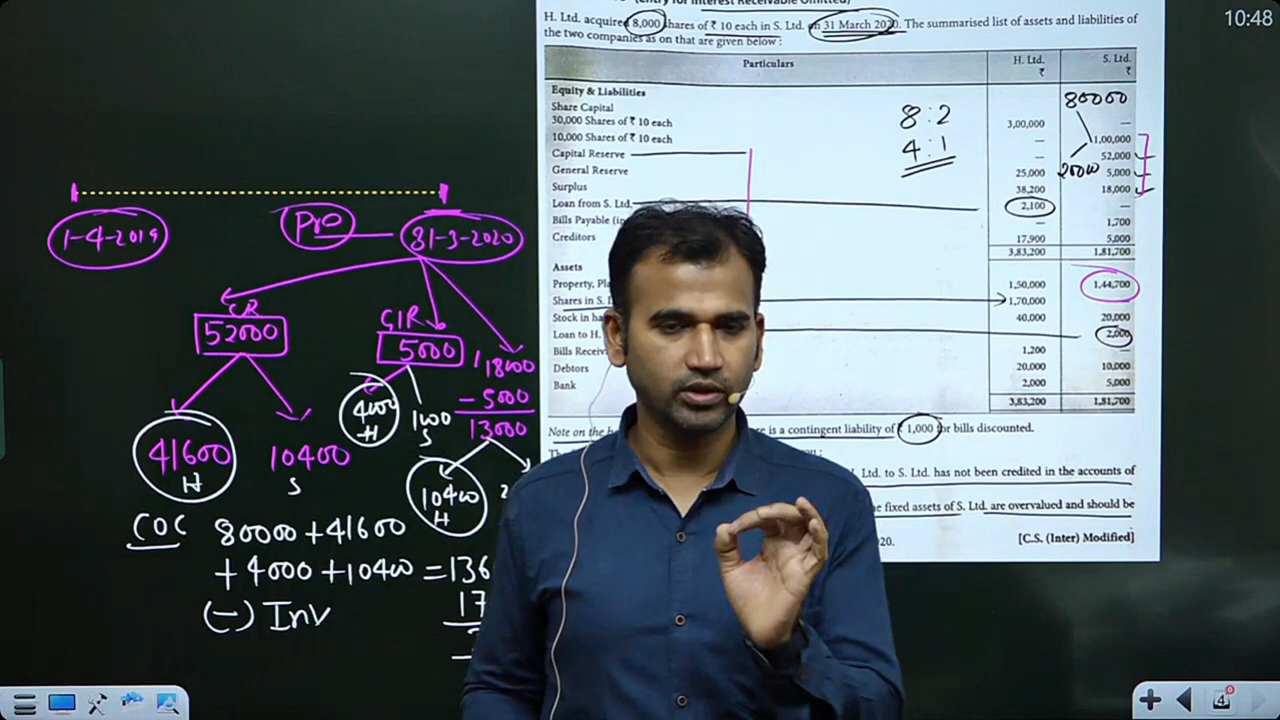 10:48
H. Ltd. acquired 8,000 shares of ₹ 10 each in S. Ltd. on 31 March 2020. The summarised list of assets and liabilities of
the two companies as on that are given below :
Particulars H. Ltd. S. Ltd.
₹ ₹
Equity & Liabilities
Share Capital
30,000 Shares of ₹ 10 each 3,00,000 —
10,000 Shares of ₹ 10 each — 1,00,000
Capital Reserve — 52,000
General Reserve 25,000 5,000
Surplus 38,200 18,000
Loan from S. Ltd. 2,100 —
Bills Payable — 1,700
Creditors 17,900 5,000
3,83,200 1,81,700
Assets
Property, 1,50,000 1,44,700
Shares in S. 1,70,000
Stock in 40,000 20,000
Loan to H. 2,000
Bills 1,200 —
Debtors 20,000 10,000
Bank 2,000 5,000
3,83,200 1,81,700
Note on the is a contingent liability of ₹ 1,000 for bills discounted.
Ltd. to S. Ltd. has not been credited in the accounts of
fixed assets of S. Ltd. are overvalued and should be
[C.S. (Inter) Modified]
80000
20000
8:2
4:1
1-4-2019 Pre 31-3-2020
CR
52000
41600
H
10400
S
5000
4000
H
1000
S
18000
- 5000
13000
10400
H
COC 80000 + 41600
+ 4000 + 10400 = 136
(-) Inv 17
4